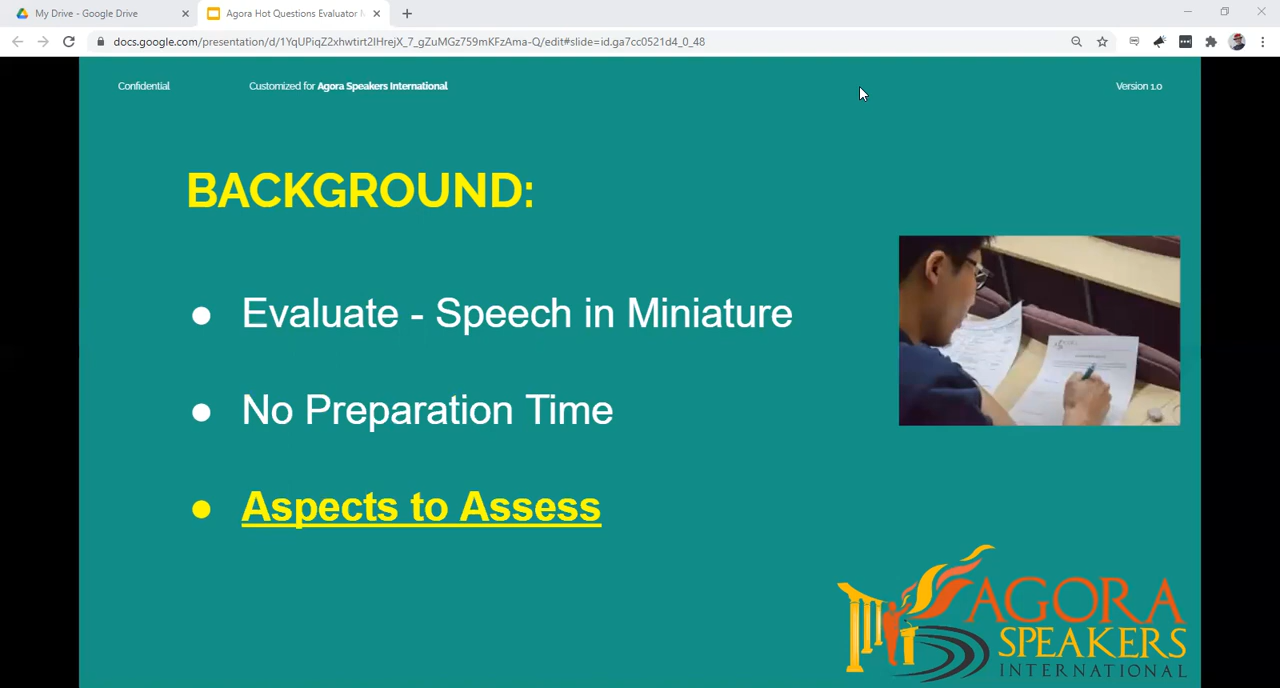 My Drive - Google Drive
Agora Hot Questions Evaluator
docs.google.com/presentation/d/1YqUPiqZ2xhwtirt2IHrejX_7_gZuMGz759mKFzAma-Q/edit#slide=id.ga7cc0521d4_0_48
Confidential
Customized for Agora Speakers International
Version 1.0
BACKGROUND:
Evaluate - Speech in Miniature
No Preparation Time
Aspects to Assess
AGORA
SPEAKERS
INTERNATIONAL